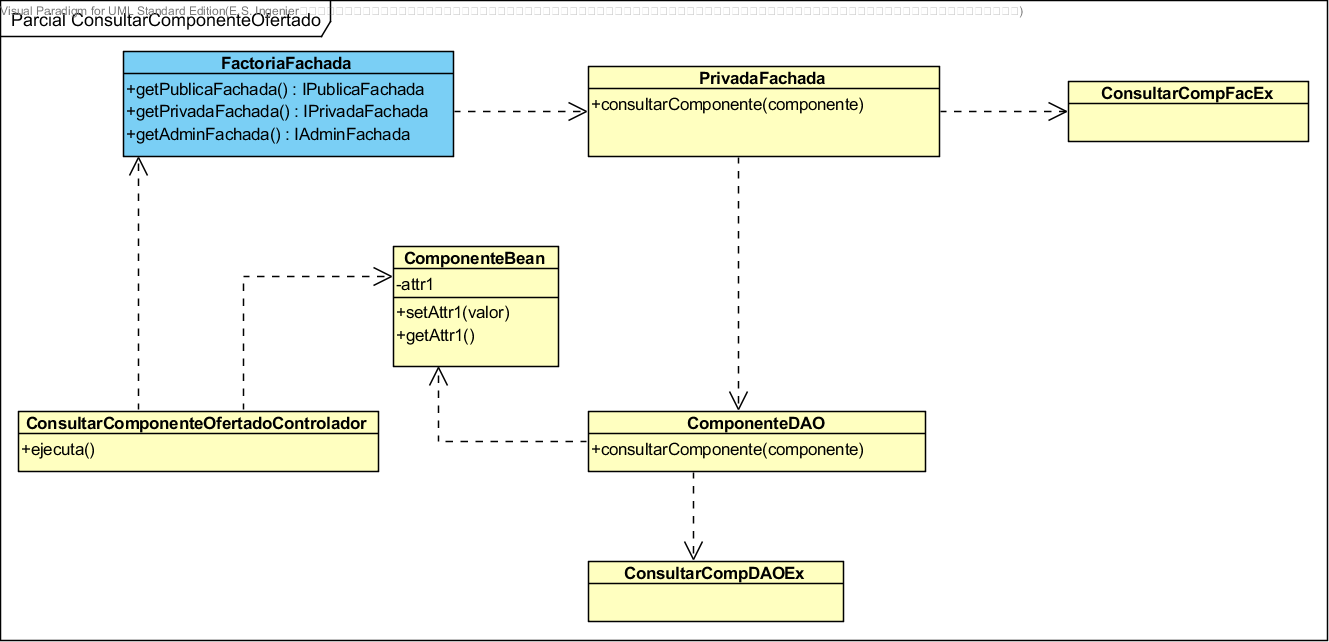 Visual Paradigm for UML Standard Edition(E.S.Ingenier
Parcial ConsultarComponenteOfertado
FactoriaFachada
+getPublicaFachada() : IPublicaFachada
+getPrivadaFachada() : IPrivadaFachada
+getAdminFachada() : IAdminFachada
PrivadaFachada
+consultarComponente(componente)
ConsultarCompFacEx
ComponenteBean
-attr1
+setAttr1(valor)
+getAttr1()
ConsultarComponenteOfertadoControlador
+ejecuta()
ComponenteDAO
+consultarComponente(componente)
ConsultarCompDAOEx